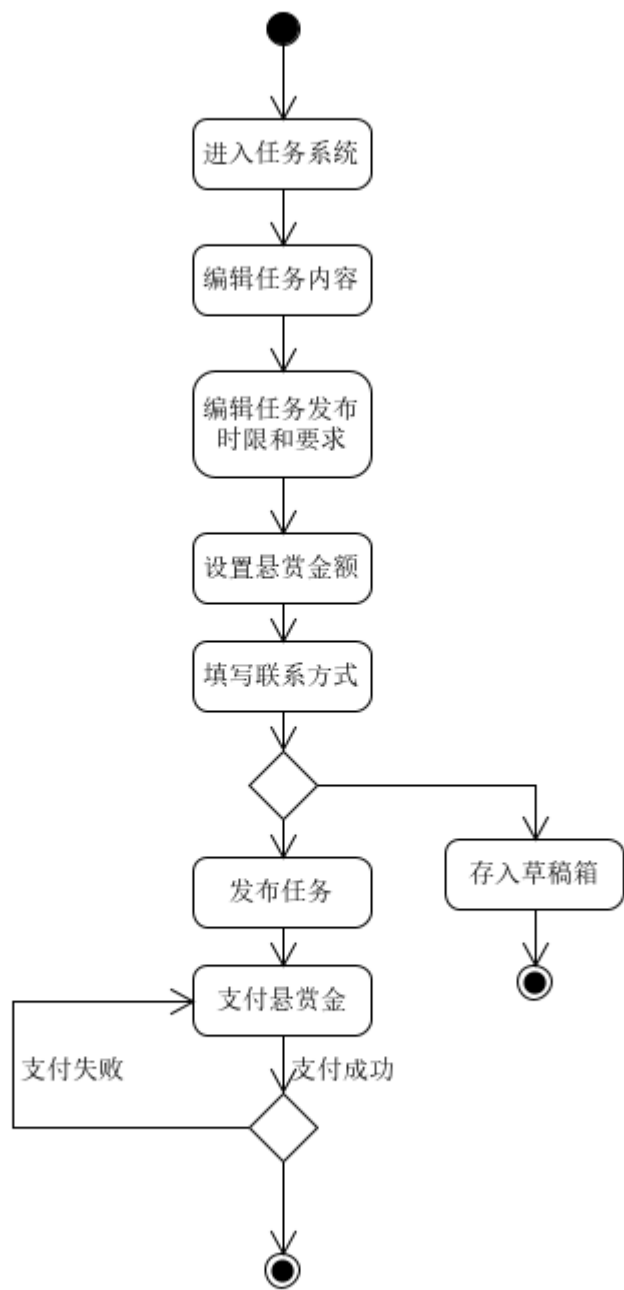 进入任务系统
编辑任务内容
编辑任务发布
时限和要求
设置悬赏金额
填写联系方式
发布任务
存入草稿箱
支付悬赏金
支付失败
支付成功